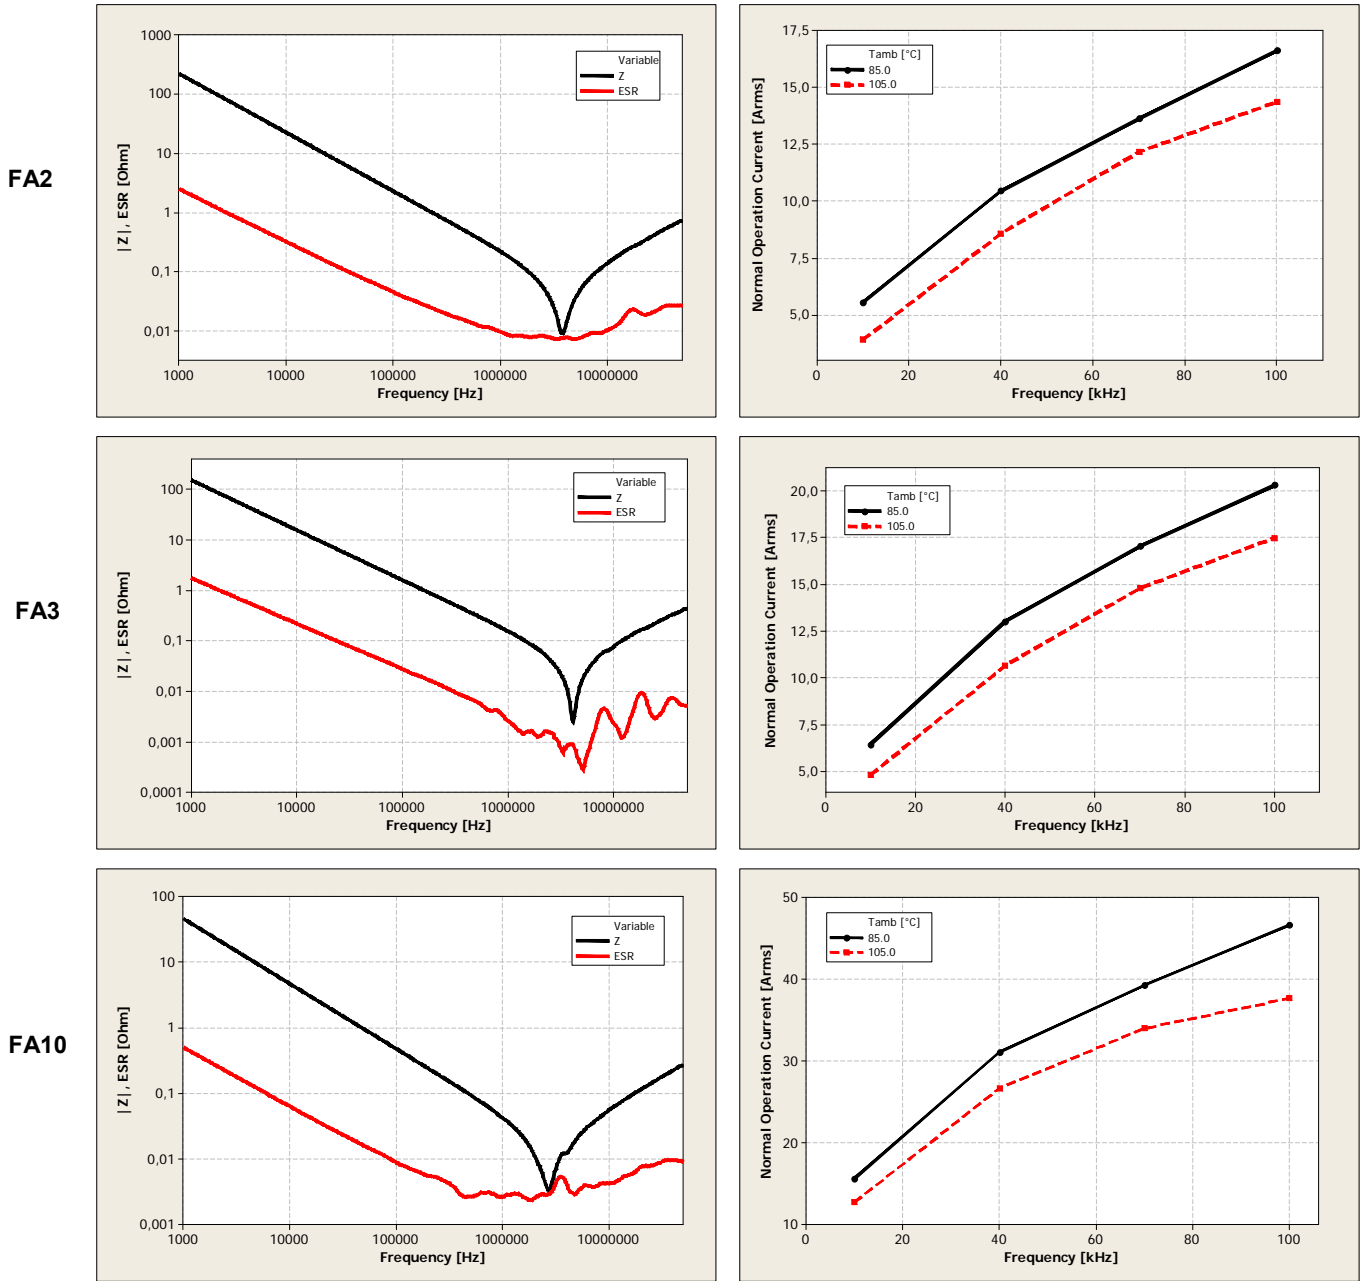 FA2
1000
100
10
1
0,1
0,01
|Z|, ESR [Ohm]
Variable
Z
ESR
1000 10000 100000 1000000 10000000
Frequency [Hz]
17,5
15,0
12,5
10,0
7,5
5,0
Normal Operation Current [Arms]
Tamb [°C]
85.0
105.0
0 20 40 60 80 100
Frequency [kHz]
FA3
100
10
1
0,1
0,01
0,001
0,0001
|Z|, ESR [Ohm]
Variable
Z
ESR
1000 10000 100000 1000000 10000000
Frequency [Hz]
20,0
17,5
15,0
12,5
10,0
7,5
5,0
Normal Operation Current [Arms]
Tamb [°C]
85.0
105.0
0 20 40 60 80 100
Frequency [kHz]
FA10
100
10
1
0,1
0,01
0,001
|Z|, ESR [Ohm]
Variable
Z
ESR
1000 10000 100000 1000000 10000000
Frequency [Hz]
50
40
30
20
10
Normal Operation Current [Arms]
Tamb [°C]
85.0
105.0
0 20 40 60 80 100
Frequency [kHz]